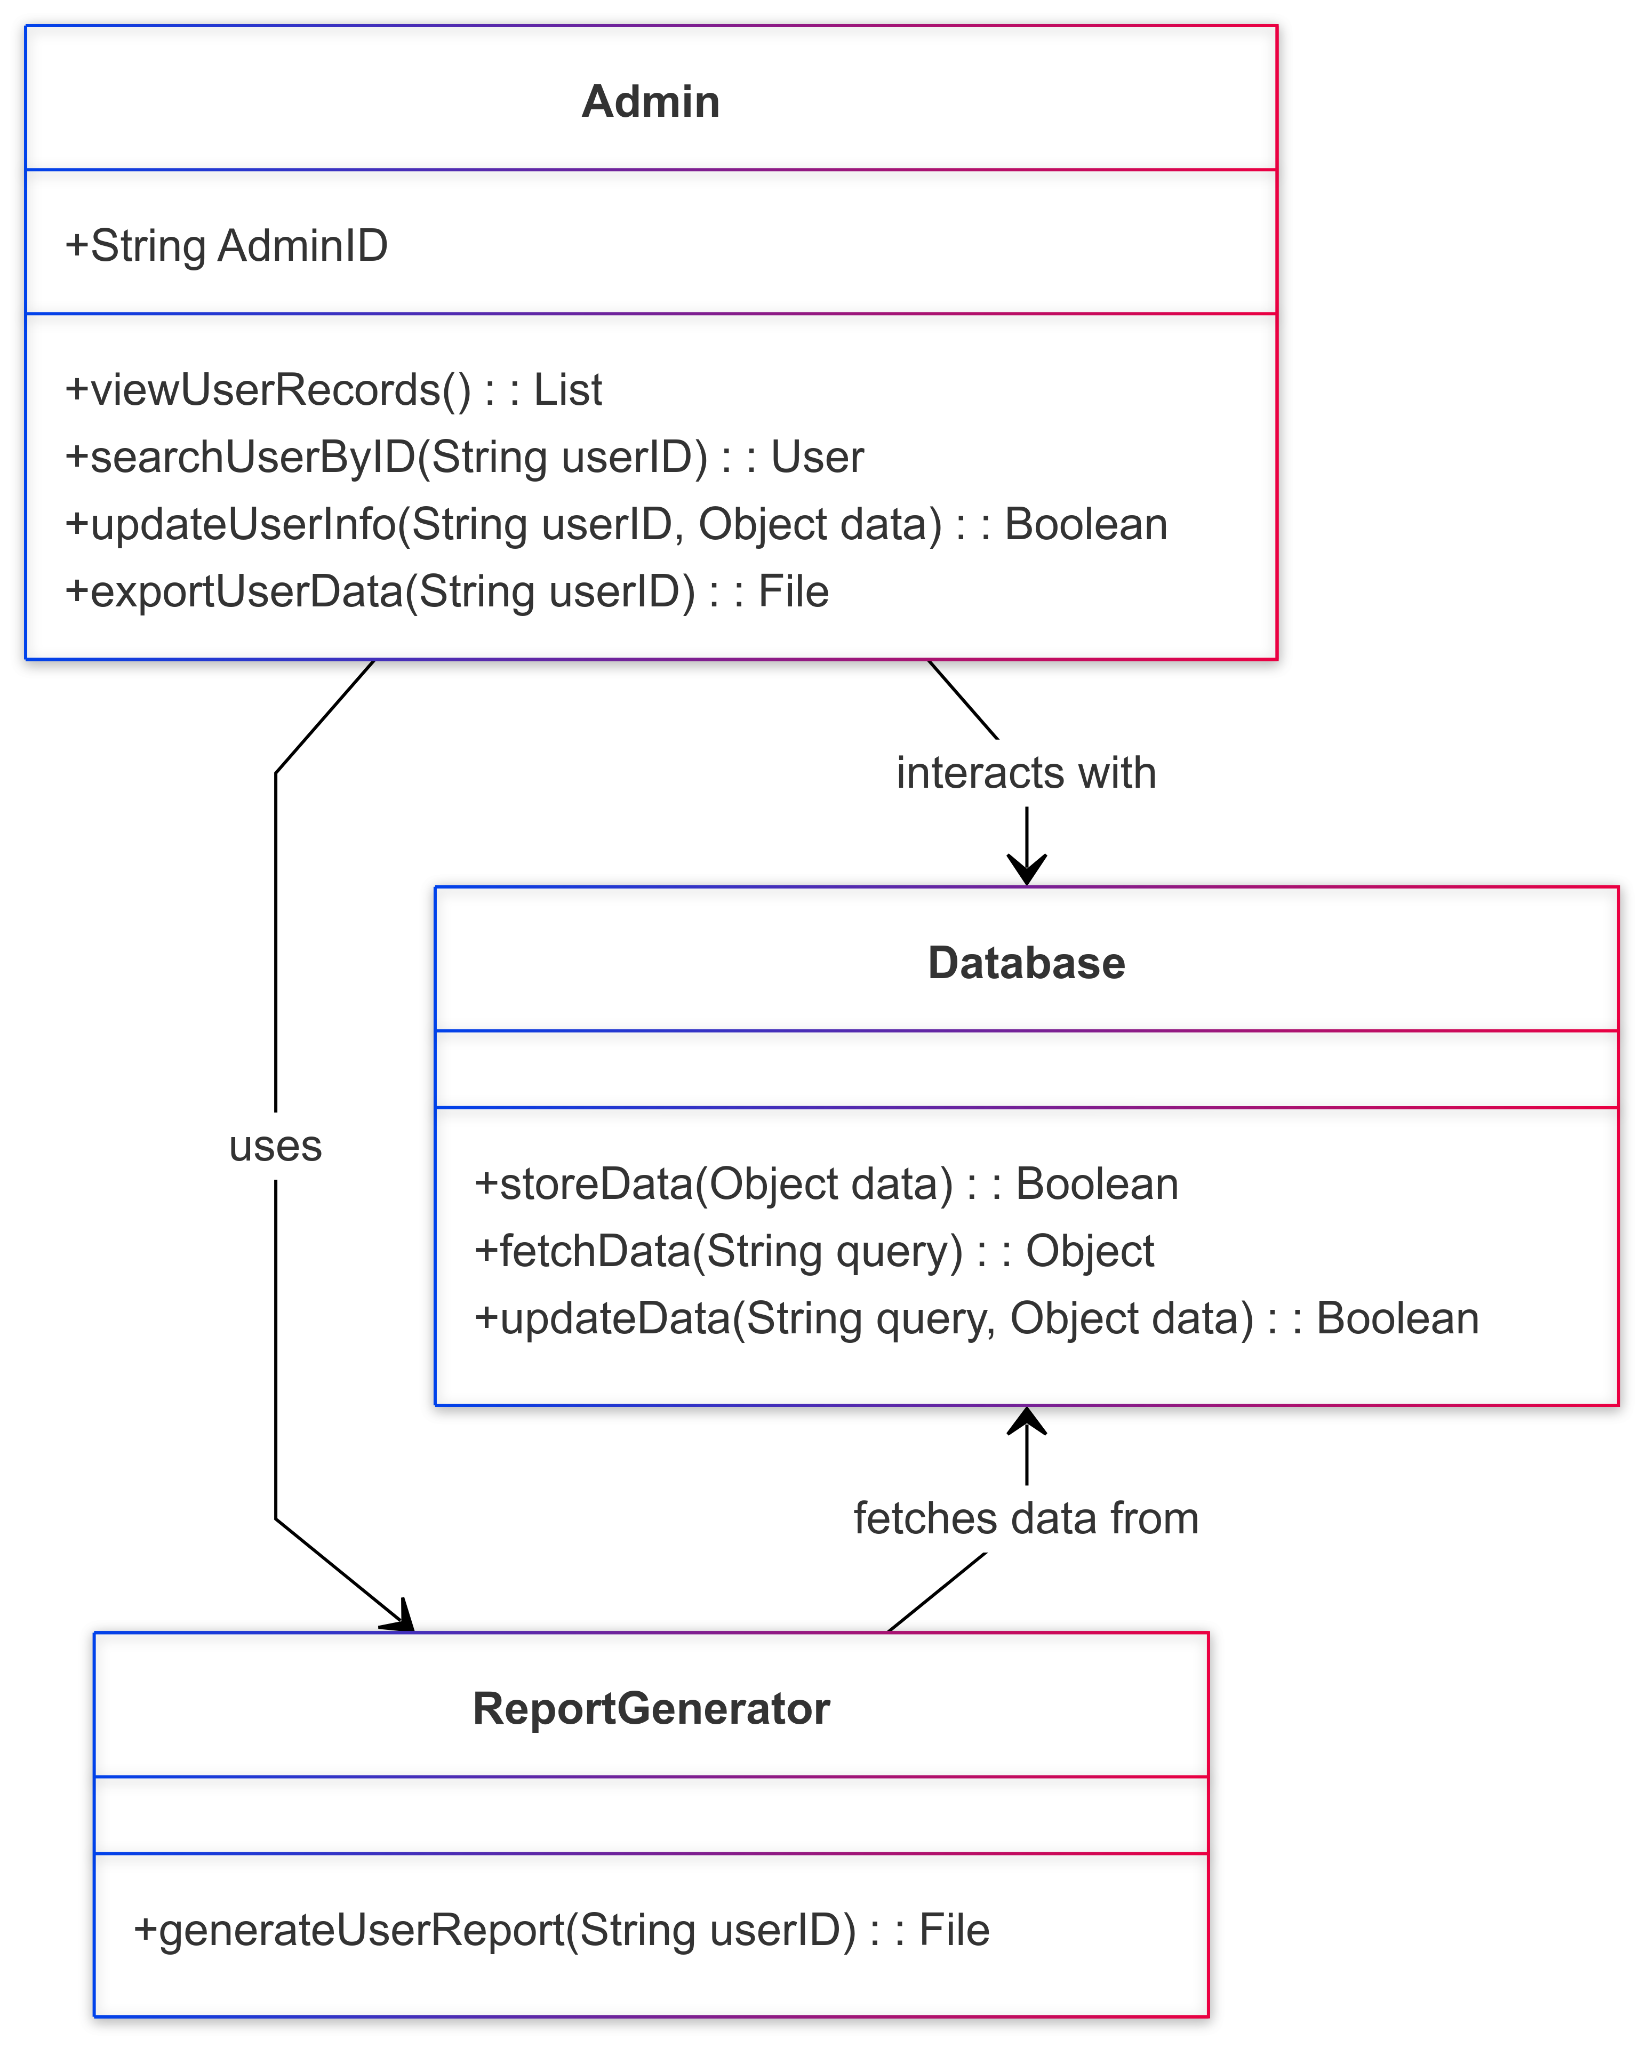 Admin
+String AdminID
+viewUserRecords() : : List
+searchUserByID(String userID) : : User
+updateUserInfo(String userID, Object data) : : Boolean
+exportUserData(String userID) : : File
interacts with
Database
uses
+storeData(Object data) : : Boolean
+fetchData(String query) : : Object
+updateData(String query, Object data) : : Boolean
fetches data from
ReportGenerator
+generateUserReport(String userID) : : File